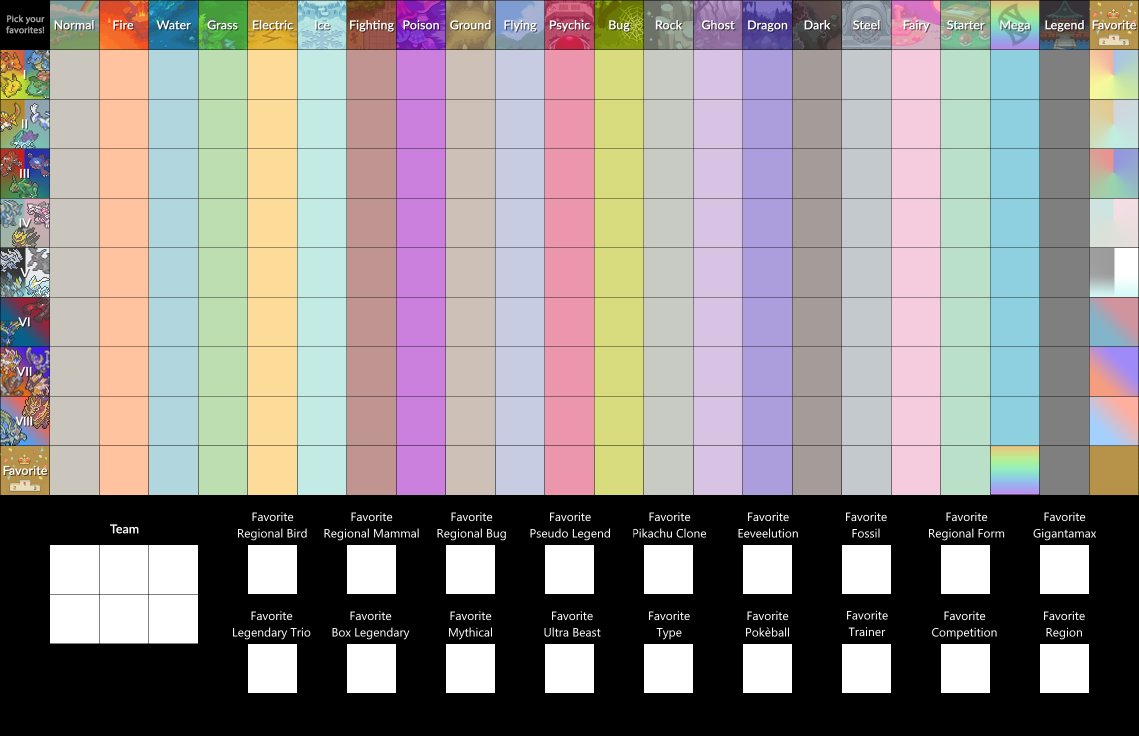 Pick your
favorites!
Normal Fire Water Grass Electric Ice Fighting Poison Ground Flying Psychic Bug Rock Ghost Dragon Dark Steel Fairy Starter Mega Legend Favorite
I
II
III
IV
V
VI
VII
VIII
Favorite
Team
Favorite
Regional Bird
Favorite
Regional Mammal
Favorite
Regional Bug
Favorite
Pseudo Legend
Favorite
Pikachu Clone
Favorite
Eeveelution
Favorite
Fossil
Favorite
Regional Form
Favorite
Gigantamax
Favorite
Legendary Trio
Favorite
Box Legendary
Favorite
Mythical
Favorite
Ultra Beast
Favorite
Type
Favorite
Pokèball
Favorite
Trainer
Favorite
Competition
Favorite
Region